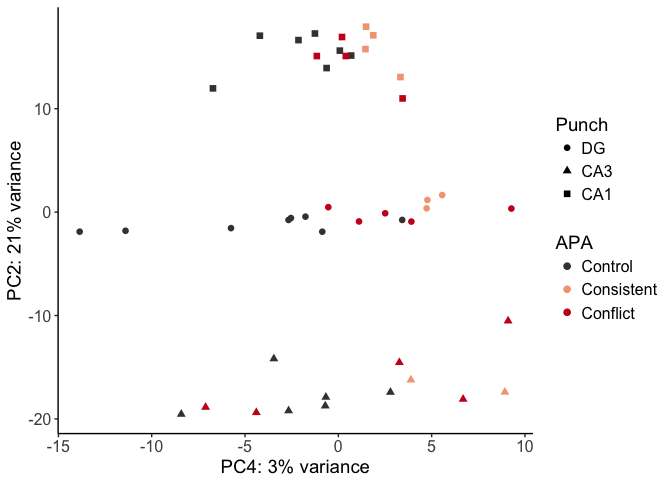 PC2: 21% variance
10
0
-10
-20
-15
-10
-5
0
5
10
PC4: 3% variance
Punch
DG
CA3
CA1
APA
Control
Consistent
Conflict